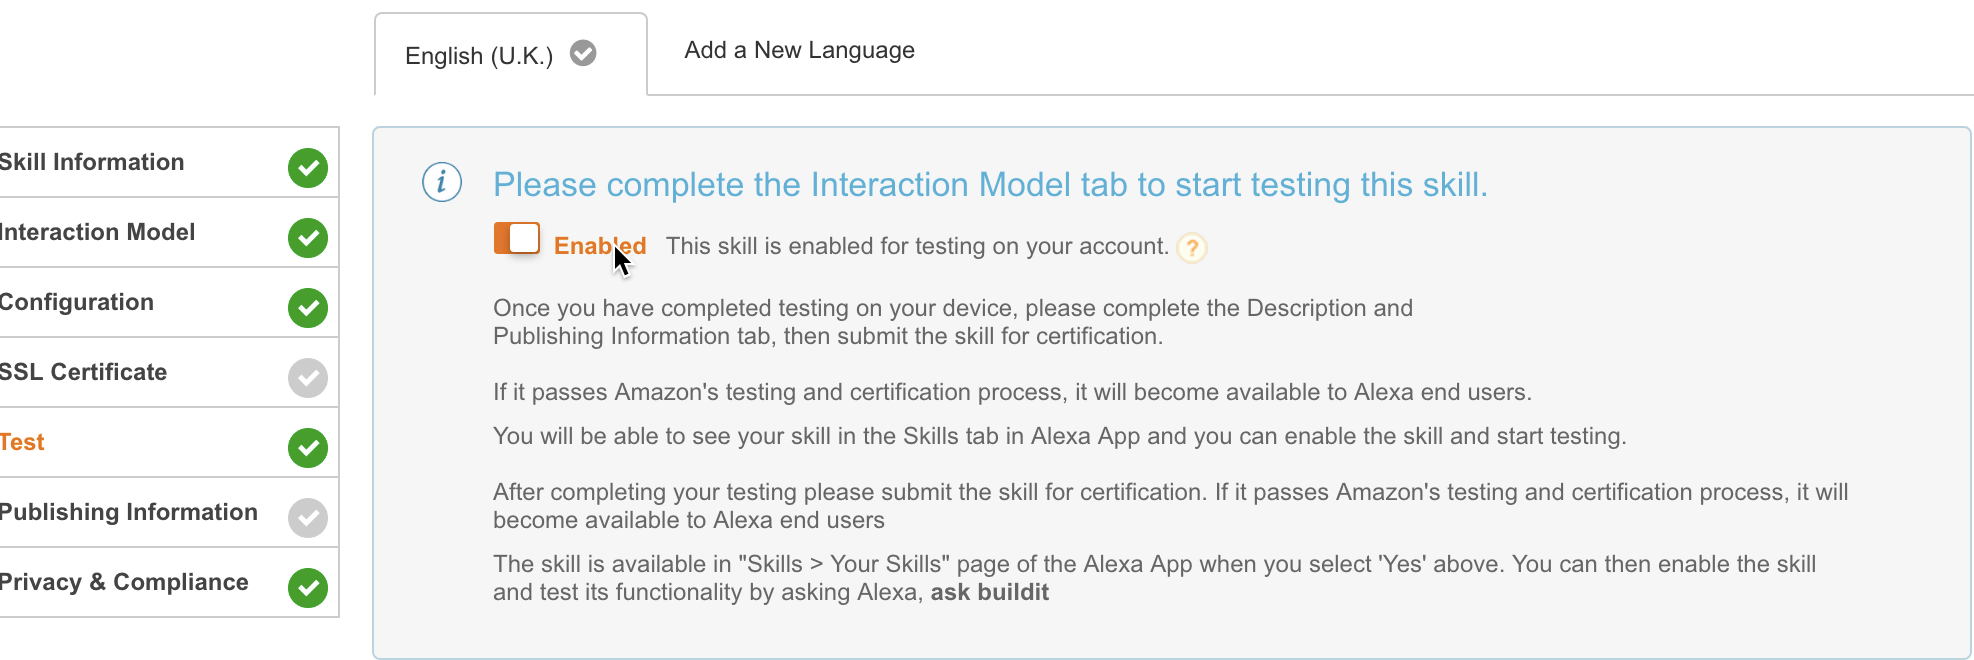 English (U.K.)
Add a New Language
Skill Information
Interaction Model
Configuration
SSL Certificate
Test
Publishing Information
Privacy & Compliance
i
Please complete the Interaction Model tab to start testing this skill.
Enabled This skill is enabled for testing on your account. ?
Once you have completed testing on your device, please complete the Description and
Publishing Information tab, then submit the skill for certification.
If it passes Amazon's testing and certification process, it will become available to Alexa end users.
You will be able to see your skill in the Skills tab in Alexa App and you can enable the skill and start testing.
After completing your testing please submit the skill for certification. If it passes Amazon's testing and certification process, it will
become available to Alexa end users
The skill is available in "Skills > Your Skills" page of the Alexa App when you select 'Yes' above. You can then enable the skill
and test its functionality by asking Alexa, ask buildit